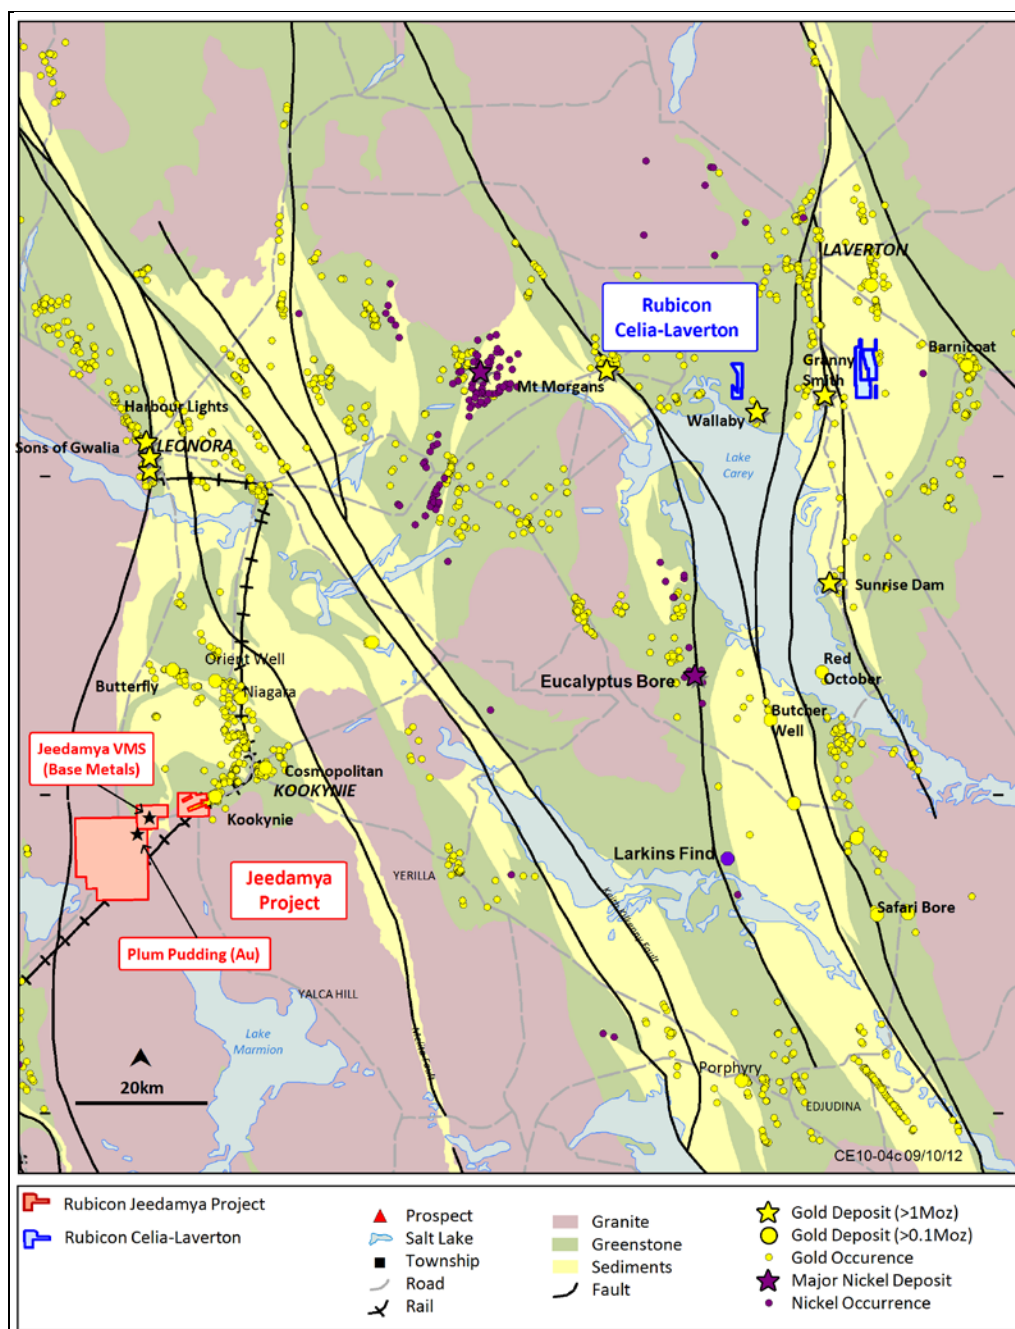 LAVERTON
Rubicon
Celia-Laverton
Barnicoat
Granny
Smith
Mt Morgans
Harbour Lights
Wallaby
Sons of Gwalia
LEONORA
Lake
Carey
Sunrise Dam
Orient Well
Red
October
Butterfly
Niagara
Eucalyptus Bore
Butcher
Well
Jeedamya VMS
(Base Metals)
Cosmopolitan
KOOKYNIE
Kookynie
Larkins Find
Jeedamya
Project
YERILLA
Safari Bore
Keith Kilkenny Fault
Plum Pudding (Au)
YALCA HILL
Lake
Marmion
Porphyry
20km
EDJUDINA
CE10-04c 09/10/12
Rubicon Jeedamya Project
Rubicon Celia-Laverton
Prospect
Salt Lake
Township
Road
Rail
Granite
Greenstone
Sediments
Fault
Gold Deposit (>1Moz)
Gold Deposit (>0.1Moz)
Gold Occurence
Major Nickel Deposit
Nickel Occurrence